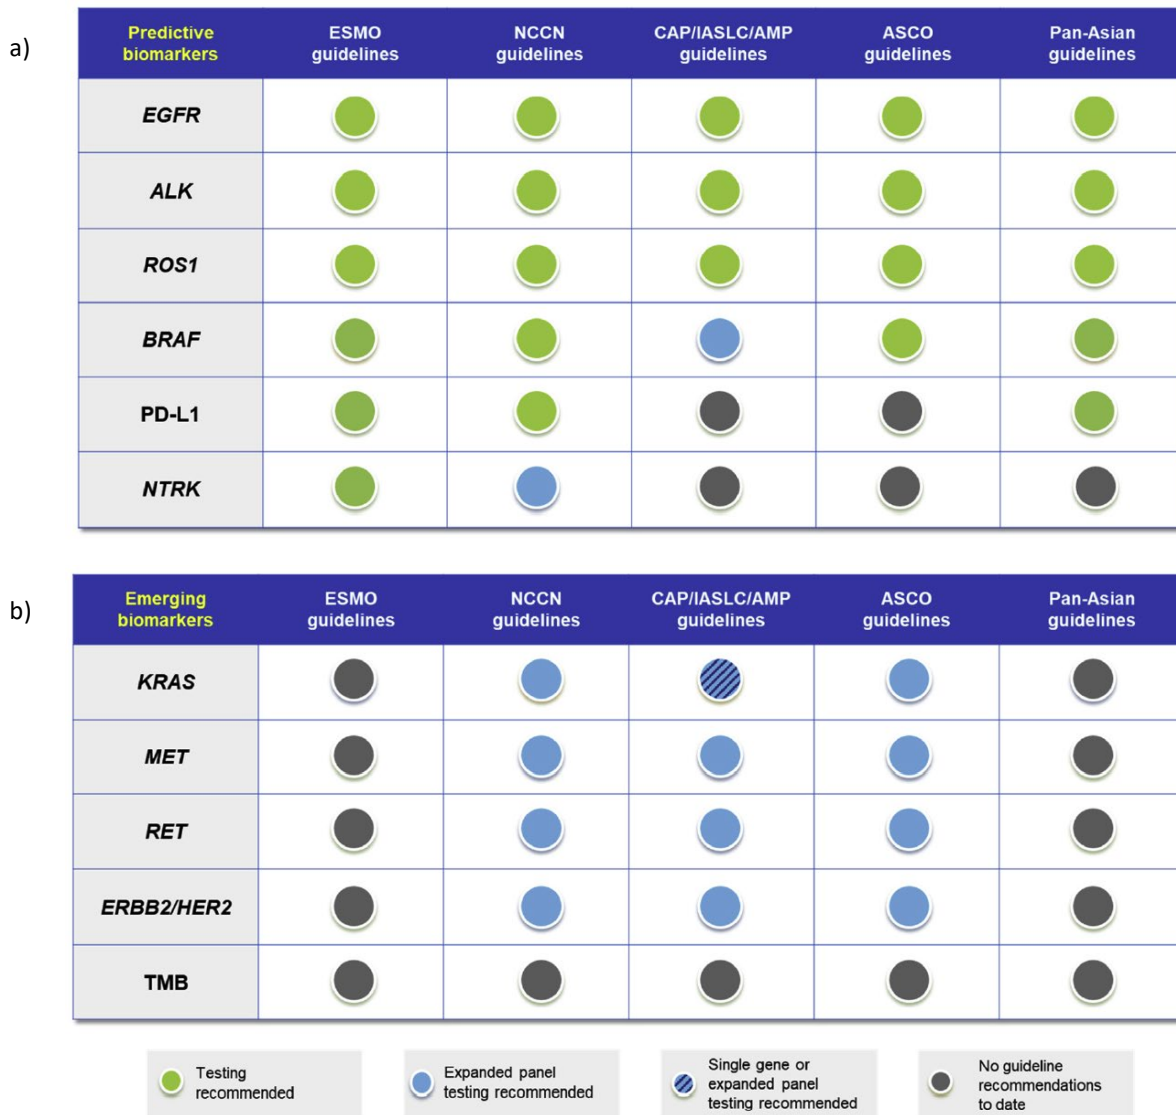 a)
Predictive biomarkers
ESMO guidelines
NCCN guidelines
CAP/IASLC/AMP guidelines
ASCO guidelines
Pan-Asian guidelines
EGFR
ALK
ROS1
BRAF
PD-L1
NTRK
b)
Emerging biomarkers
ESMO guidelines
NCCN guidelines
CAP/IASLC/AMP guidelines
ASCO guidelines
Pan-Asian guidelines
KRAS
MET
RET
ERBB2/HER2
TMB
Testing
recommended
Expanded panel
testing recommended
Single gene or
expanded panel
testing recommended
No guideline
recommendations
to date